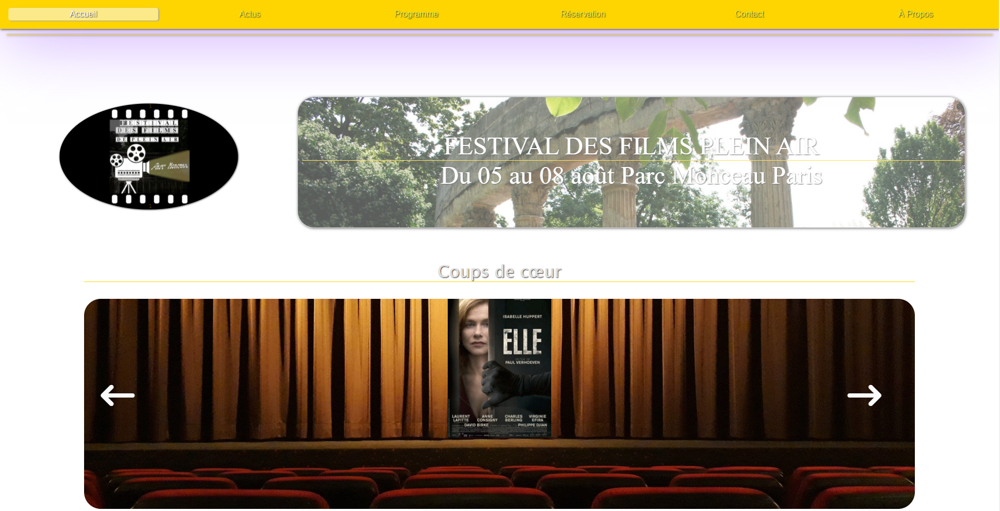 Accueil Actus Programme Réservation Contact À Propos
1
FESTIVAL
DES FILMS
DE PLEIN AIR
Parc Monceau
1
FESTIVAL DES FILMS PLEIN AIR
Du 05 au 08 août Parc Monceau Paris
Coups de cœur
ISABELLE HUPPERT
ELLE
UN FILM DE
PAUL VERHOEVEN
LAURENT LAFITTE ANNE CONSIGNY CHARLES BERLING VIRGINIE EFIRA
DAVID BIRKE PHILIPPE DJIAN